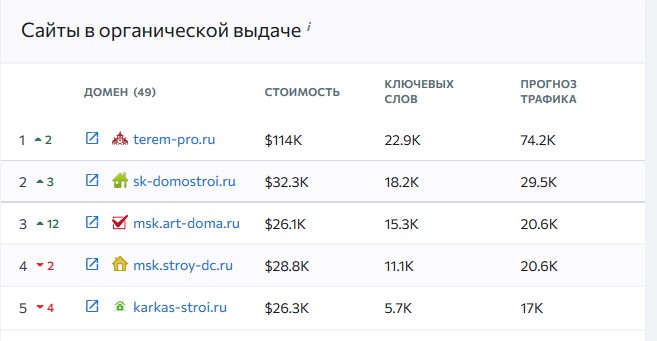 Сайты в органической выдаче i
ДОМЕН (49) СТОИМОСТЬ КЛЮЧЕВЫХ СЛОВ ПРОГНОЗ ТРАФИКА
1 2 terem-pro.ru $114K 22.9K 74.2K
2 3 sk-domostroi.ru $32.3K 18.2K 29.5K
3 12 msk.art-doma.ru $26.1K 15.3K 20.6K
4 2 msk.stroy-dc.ru $28.8K 11.1K 20.6K
5 4 karkas-stroi.ru $26.3K 5.7K 17K